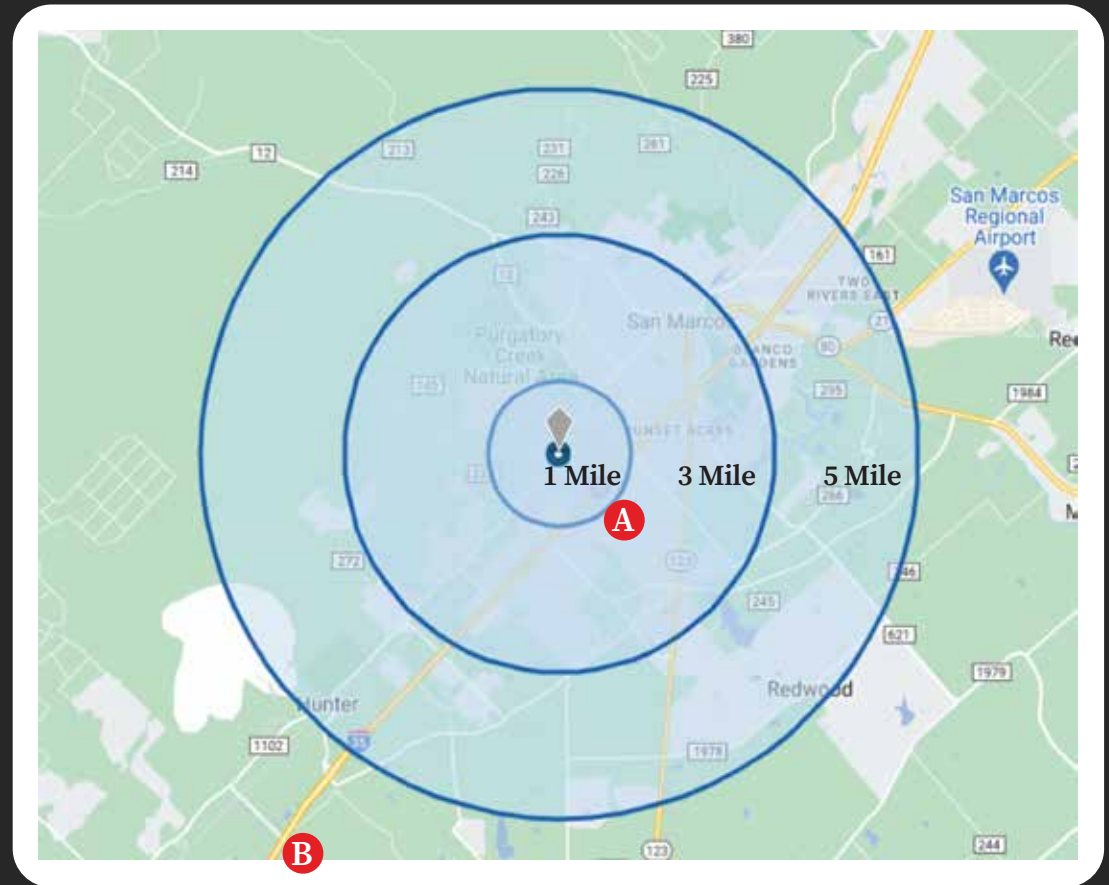 380
225
12
213
231
261
214
226
243
San Marcos
Regional
Airport
161
12
TWO
RIVERS EAST
San Marcos
21
Purgatory
Creek
Natural Area
BLANCO
GARDENS
80
Re
295
1984
SUNSET ACRES
1 Mile
3 Mile
5 Mile
266
A
M
272
123
245
621
1979
Redwood
Hunter
35
1102
1978
B
123
244